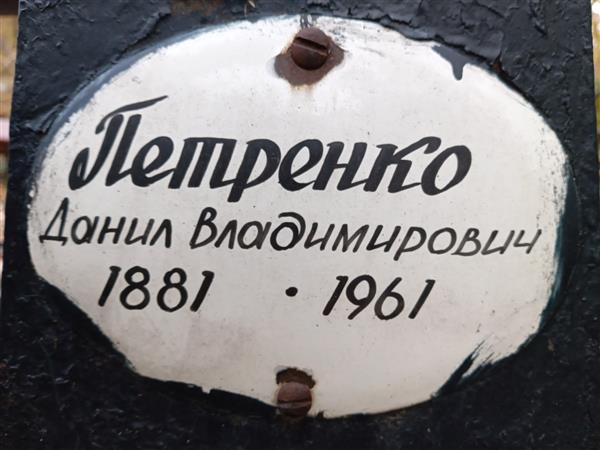 Петренко
Данил Владимирович
1881 • 1961